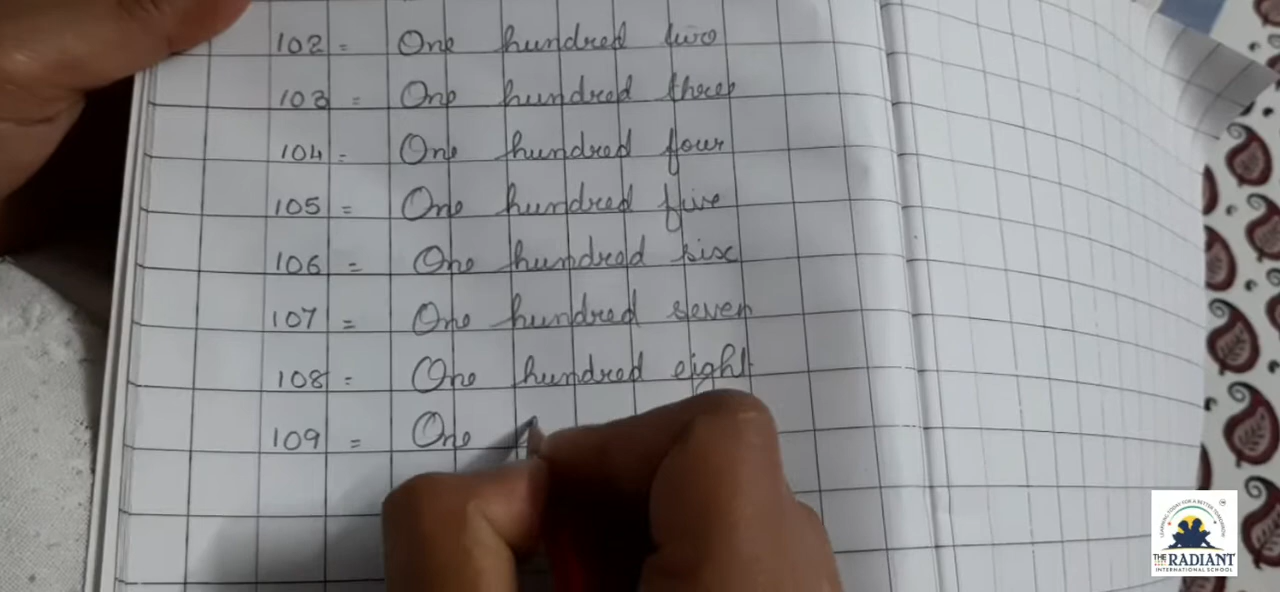 102 = One hundred two
103 = One hundred three
104 = One hundred four
105 = One hundred five
106 = One hundred six
107 = One hundred seven
108 = One hundred eight
109 = One
THE RADIANT
INTERNATIONAL SCHOOL